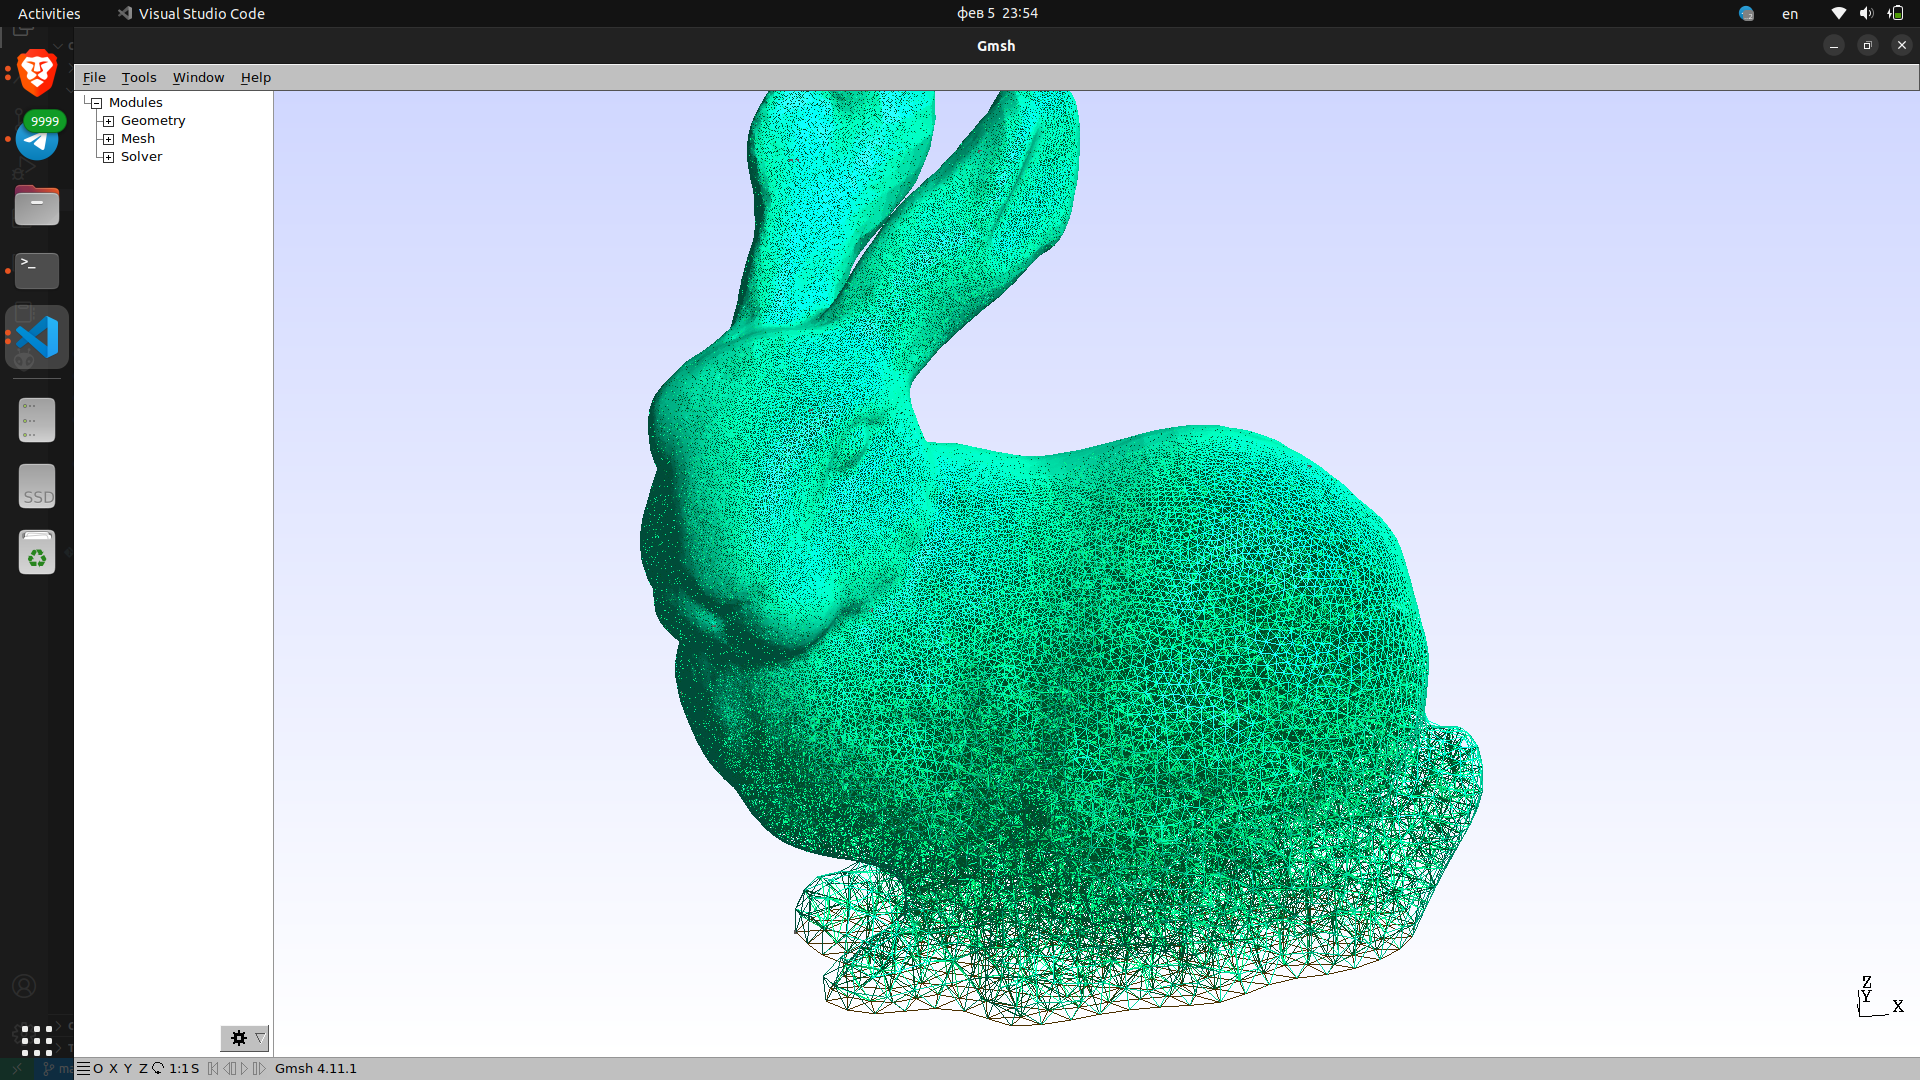 Activities
Visual Studio Code
фев 5 23:54
en
Gmsh
9999
File Tools Window Help
Modules
Geometry
Mesh
Solver
>_
SSD
Z
Y
X
O X Y Z 1:1 S
Gmsh 4.11.1